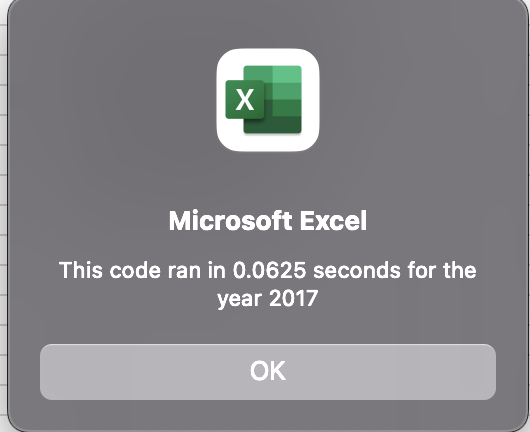 X
Microsoft Excel
This code ran in 0.0625 seconds for the
year 2017
OK